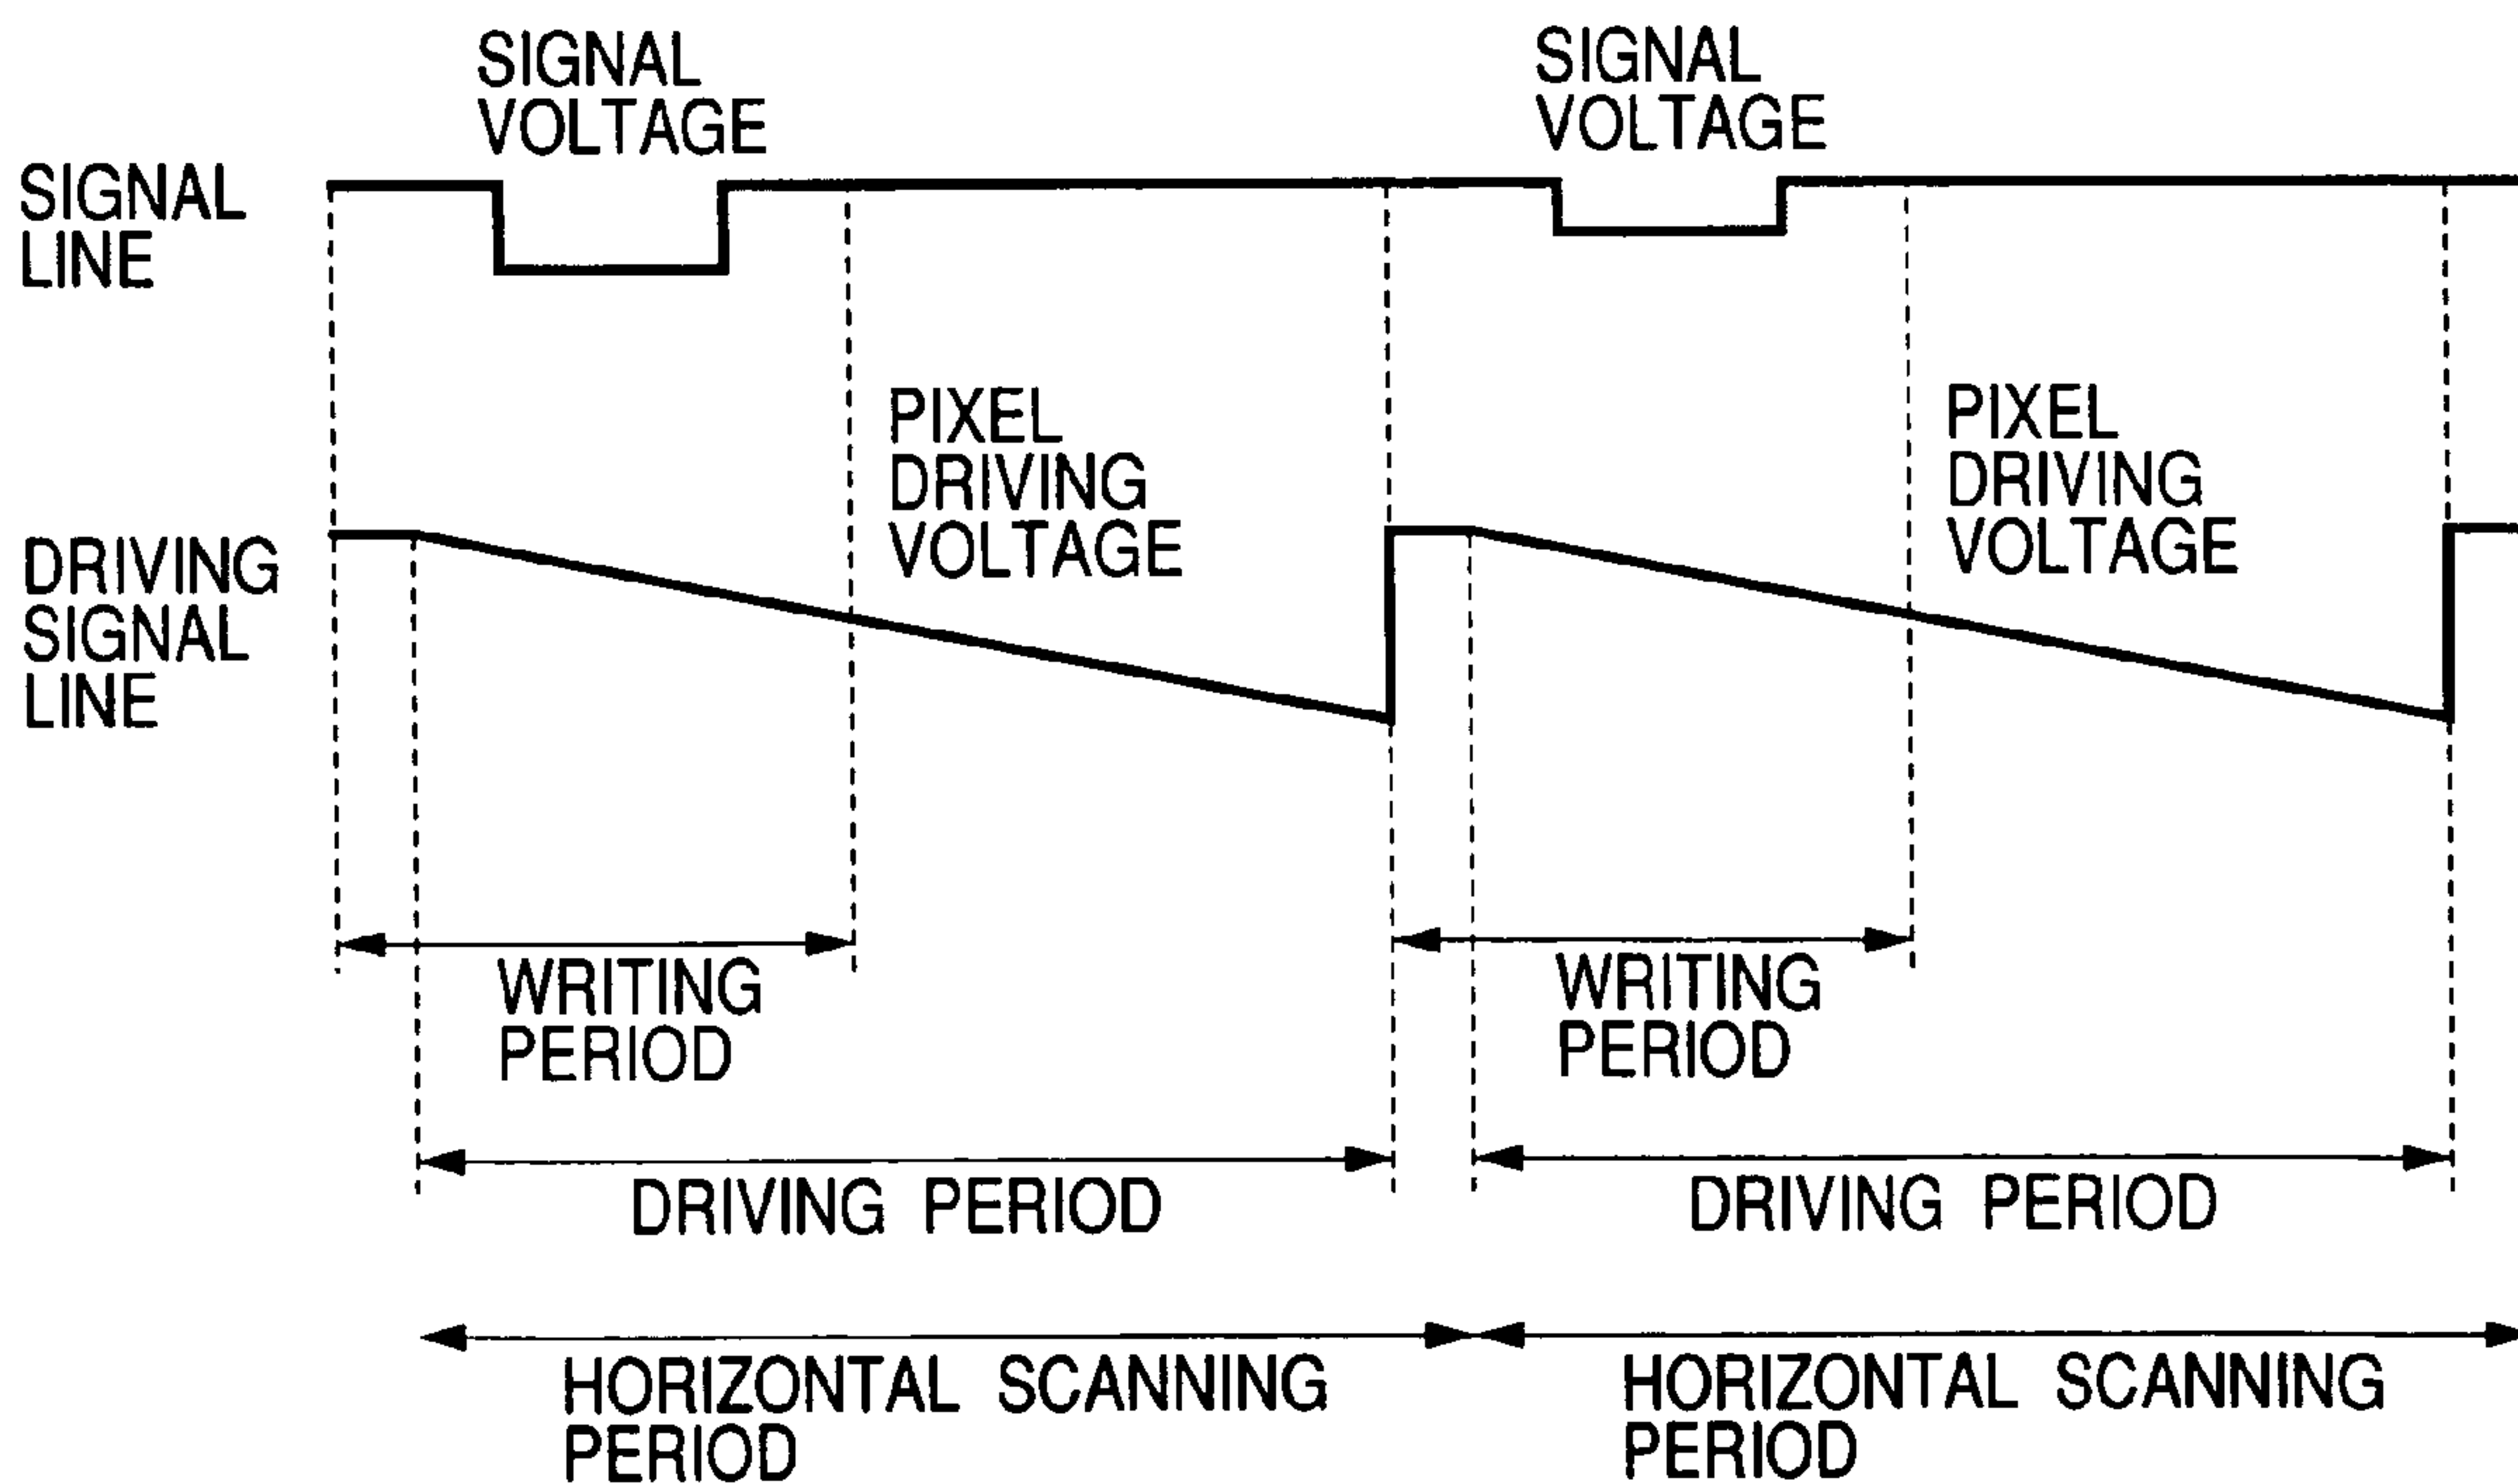 SIGNAL
VOLTAGE
SIGNAL
VOLTAGE
SIGNAL
LINE
PIXEL
DRIVING
VOLTAGE
PIXEL
DRIVING
VOLTAGE
DRIVING
SIGNAL
LINE
WRITING
PERIOD
WRITING
PERIOD
DRIVING PERIOD
DRIVING PERIOD
HORIZONTAL SCANNING
PERIOD
HORIZONTAL SCANNING
PERIOD